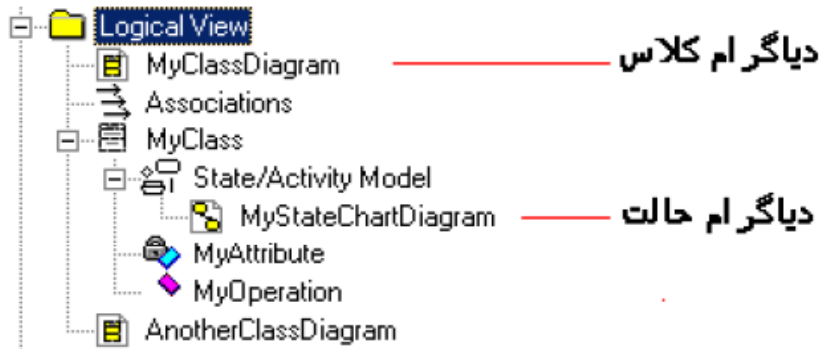 Logical View
MyClassDiagram دیاگرام کلاس
Associations
MyClass
State/Activity Model
MyStateChartDiagram دیاگرام حالت
MyAttribute
MyOperation
AnotherClassDiagram